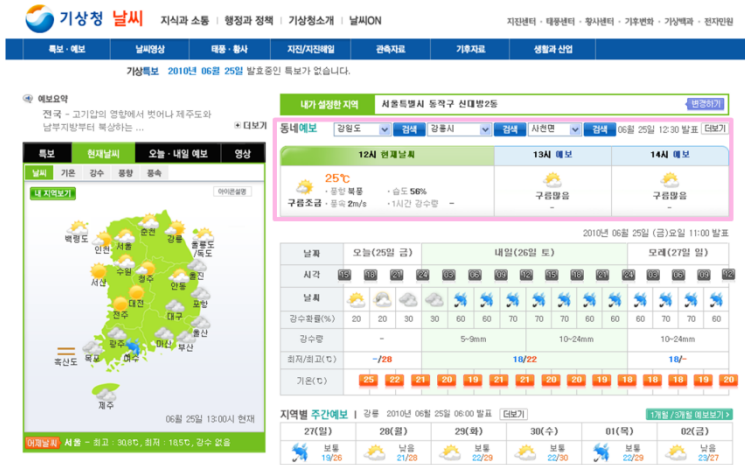 기상청 날씨 지식과 소통 행정과 정책 기상청소개 날씨ON
지진센터 · 태풍센터 · 황사센터 · 기후변화 · 기상백과 · 전자민원
특보 · 예보 날씨영상 태풍 · 황사 지진/지진해일 관측자료 기후자료 생활과 산업
기상특보 2010년 06월 25일 발효중인 특보가 없습니다.
예보요약
전국 - 고기압의 영향에서 벗어나 제주도와
남부지방부터 북상하는 ...
더보기
특보 현재날씨 오늘 · 내일 예보 영상
날씨 기온 강수 풍향 풍속
내 지역보기 아이콘설명
백령도 인천 서울 춘천 강릉 울릉도/독도
서산 수원 청주 안동 울진
전주 대전 대구 포항
흑산도 목포 광주 여수 마산 부산 울산
제주
06월 25일 13:00시 현재
어제날씨 서울 - 최고 : 30.8℃, 최저 : 18.5℃, 강수 없음
내가 설정한 지역 서울특별시 동작구 신대방2동 변경하기
동네예보 강원도 검색 강릉시 검색 사천면 검색 06월 25일 12:30 발표 더보기
12시 현재날씨 13시 예보 14시 예보
25℃
· 풍향 북풍 · 습도 56%
구름조금 · 풍속 2m/s · 1시간 강수량 -
구름많음 구름많음
- -
2010년 06월 25일 (금)요일 11:00 발표
날짜 오늘(25일 금) 내일(26일 토) 모레(27일 일)
시각 15 18 21 24 03 06 09 12 15 18 21 24 03 06 09 12
날씨
강수확률(%) 20 20 30 30 60 60 70 70 70 70 60 60 60 60 60
강수량 - 5~9mm 10~24mm 10~24mm
최저/최고(℃) -/28 18/22 18/-
기온(℃) 25 22 21 20 19 21 21 20 20 19 18 18 18 19 20
지역별 주간예보 | 강릉 2010년 06월 25일 06:00 발표 더보기 1개월/3개월 예보보기
27(일) 28(월) 29(화) 30(수) 01(목) 02(금)
보통 낮음 보통 보통 보통 낮음
19/26 21/28 22/29 22/30 22/29 23/27